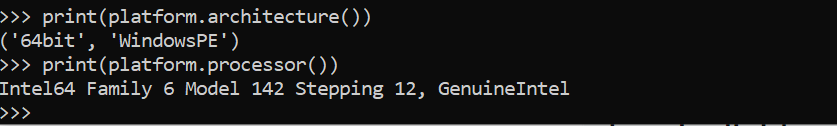 >>> print(platform.architecture())
('64bit', 'WindowsPE')
>>> print(platform.processor())
Intel64 Family 6 Model 142 Stepping 12, GenuineIntel
>>>